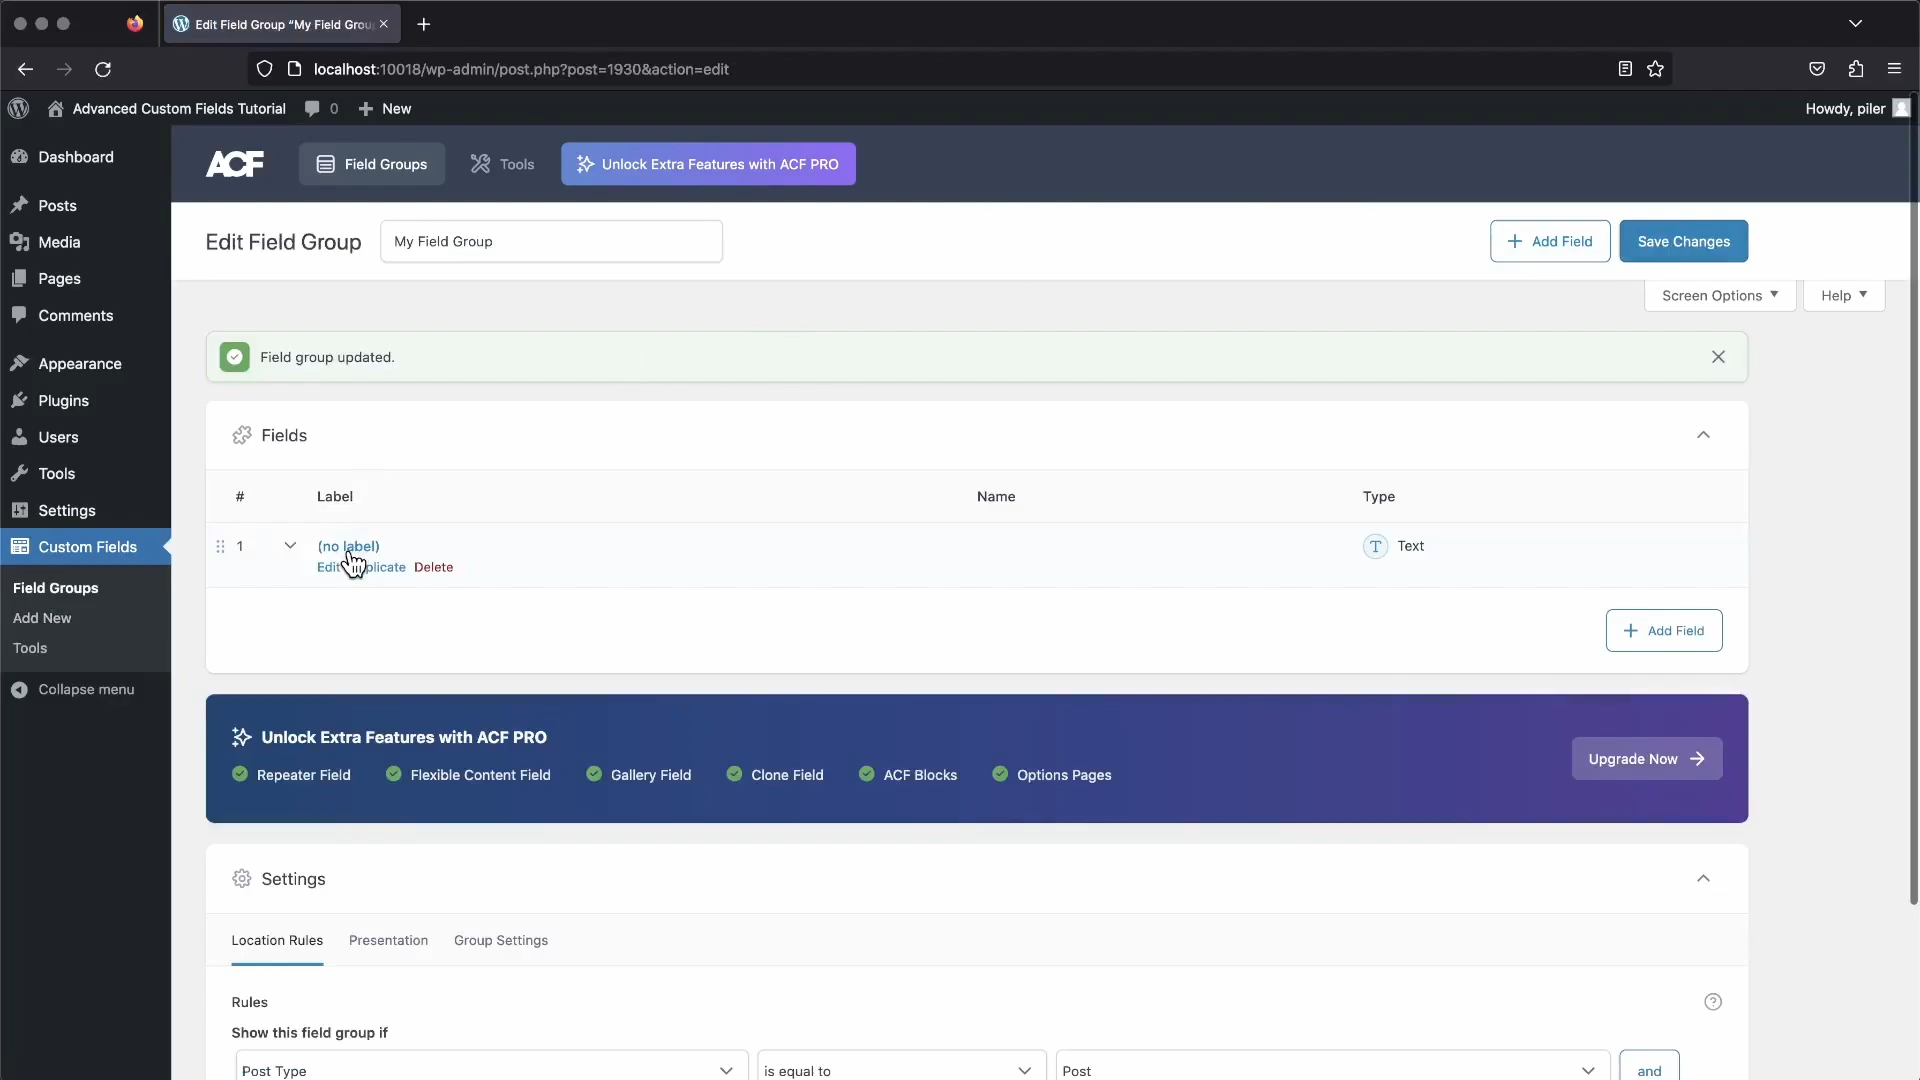 Edit Field Group “My Field Grou
localhost:10018/wp-admin/post.php?post=1930&action=edit
Advanced Custom Fields Tutorial 0 New
Howdy, piler
Dashboard
Posts
Media
Pages
Comments
Appearance
Plugins
Users
Tools
Settings
Custom Fields
Field Groups
Add New
Tools
Collapse menu
ACF Field Groups Tools Unlock Extra Features with ACF PRO
Edit Field Group My Field Group Add Field Save Changes
Screen Options Help
Field group updated.
Fields
# Label Name Type
1 (no label) T Text
Edit Delete
Add Field
Unlock Extra Features with ACF PRO
Repeater Field Flexible Content Field Gallery Field Clone Field ACF Blocks Options Pages
Upgrade Now
Settings
Location Rules Presentation Group Settings
Rules
Show this field group if
Post Type is equal to Post and